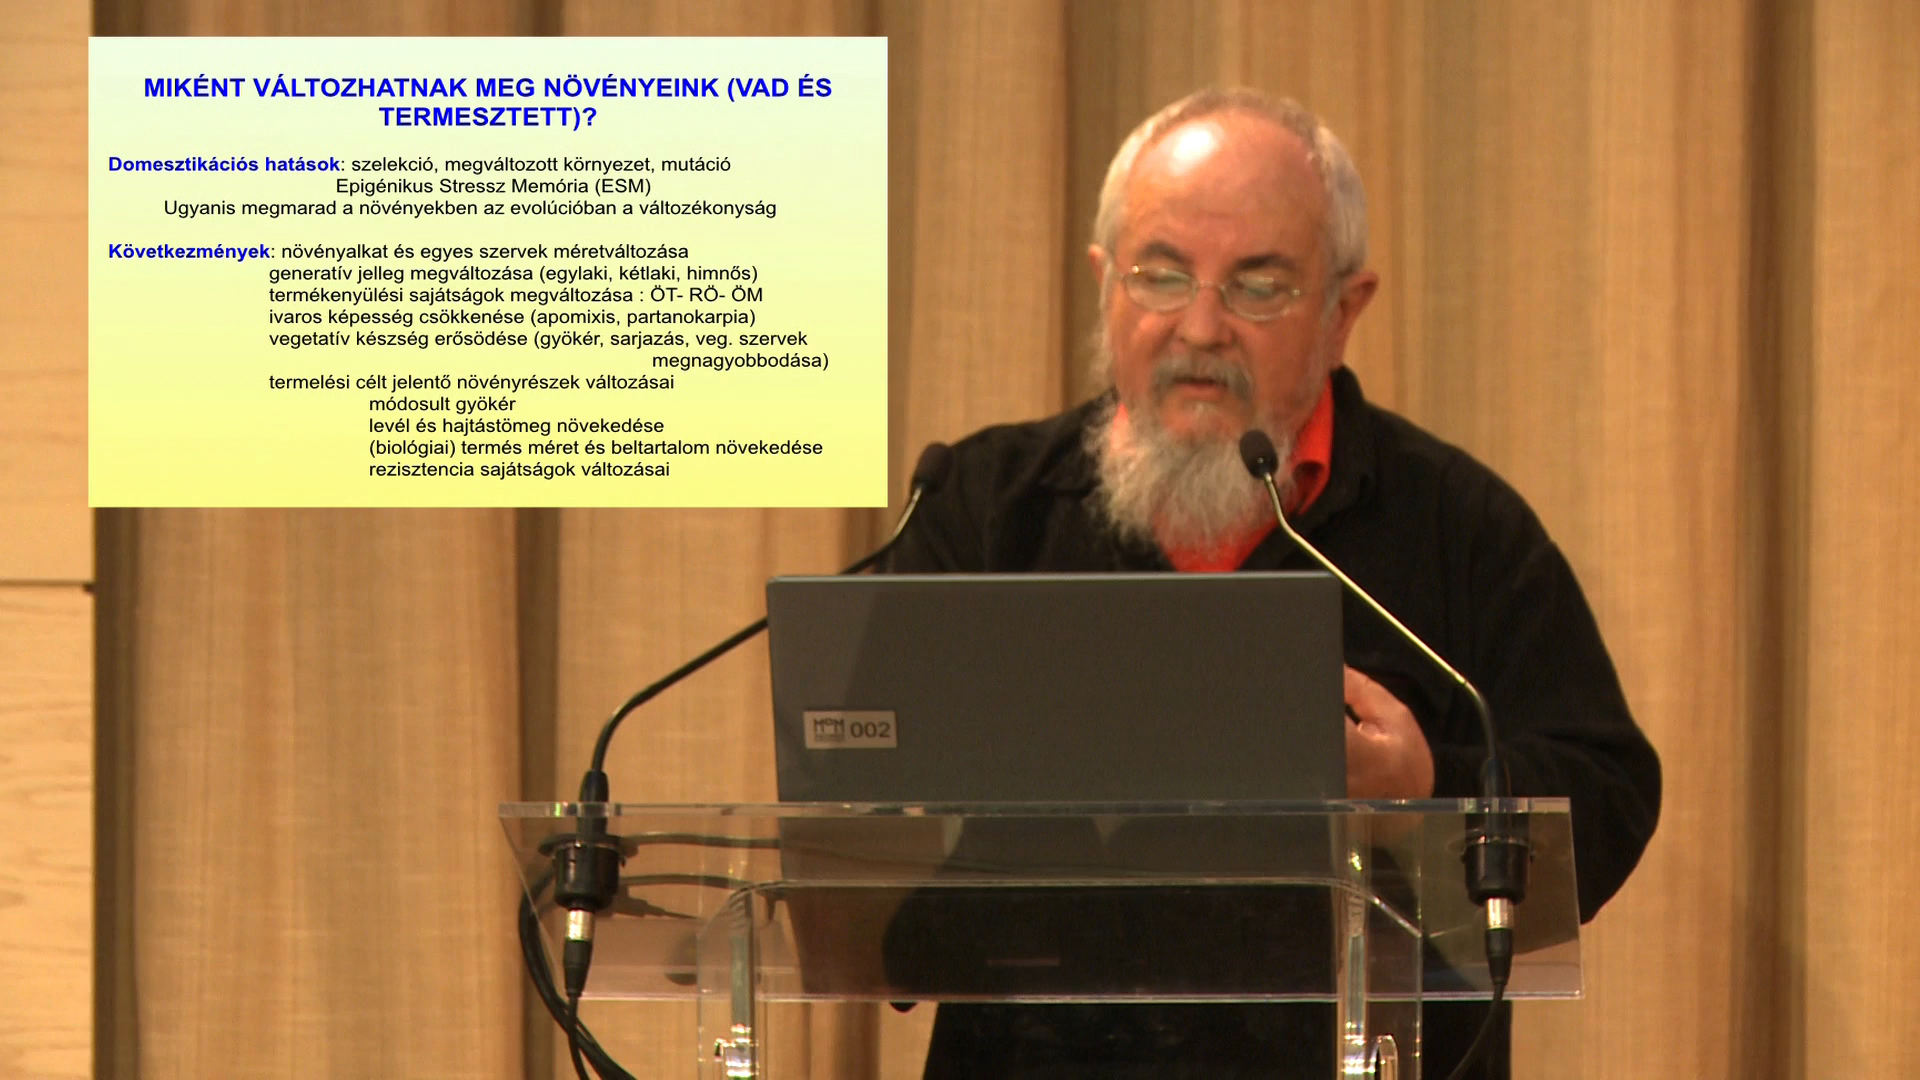 MIKÉNT VÁLTOZHATNAK MEG NÖVÉNYEINK (VAD ÉS
TERMESZTETT)?
Domesztikációs hatások: szelekció, megváltozott környezet, mutáció
Epigénikus Stressz Memória (ESM)
Ugyanis megmarad a növényekben az evolúcióban a változékonyság
Következmények: növényalkat és egyes szervek méretváltozása
generatív jelleg megváltozása (egylaki, kétlaki, himnős)
termékenyülési sajátságok megváltozása : ÖT- RÖ- ÖM
ivaros képesség csökkenése (apomixis, partanokarpia)
vegetatív készség erősödése (gyökér, sarjazás, veg. szervek
megnagyobbodása)
termelési célt jelentő növényrészek változásai
módosult gyökér
levél és hajtástömeg növekedése
(biológiai) termés méret és beltartalom növekedése
rezisztencia sajátságok változásai
MOM 002